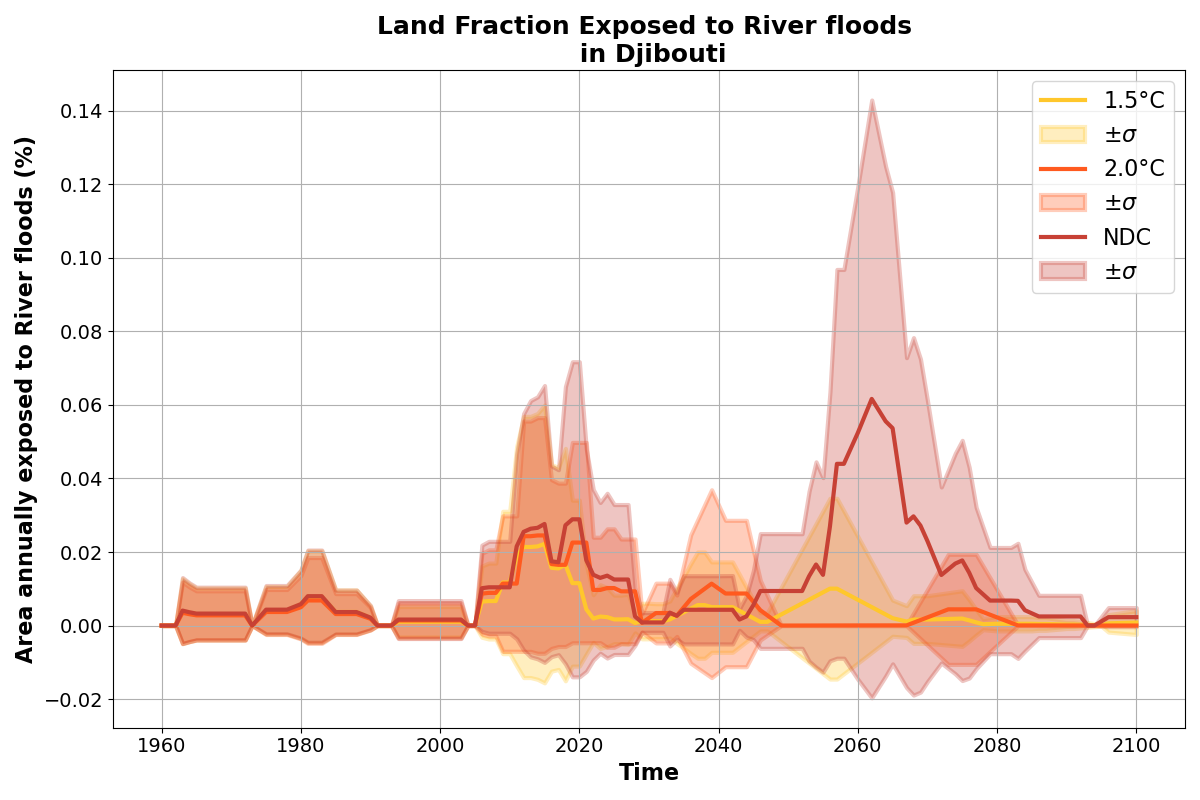 Land Fraction Exposed to River floods
in Djibouti
Area annually exposed to River floods (%)
0.14
0.12
0.10
0.08
0.06
0.04
0.02
0.00
−0.02
1.5°C
±σ
2.0°C
±σ
NDC
±σ
1960 1980 2000 2020 2040 2060 2080 2100
Time